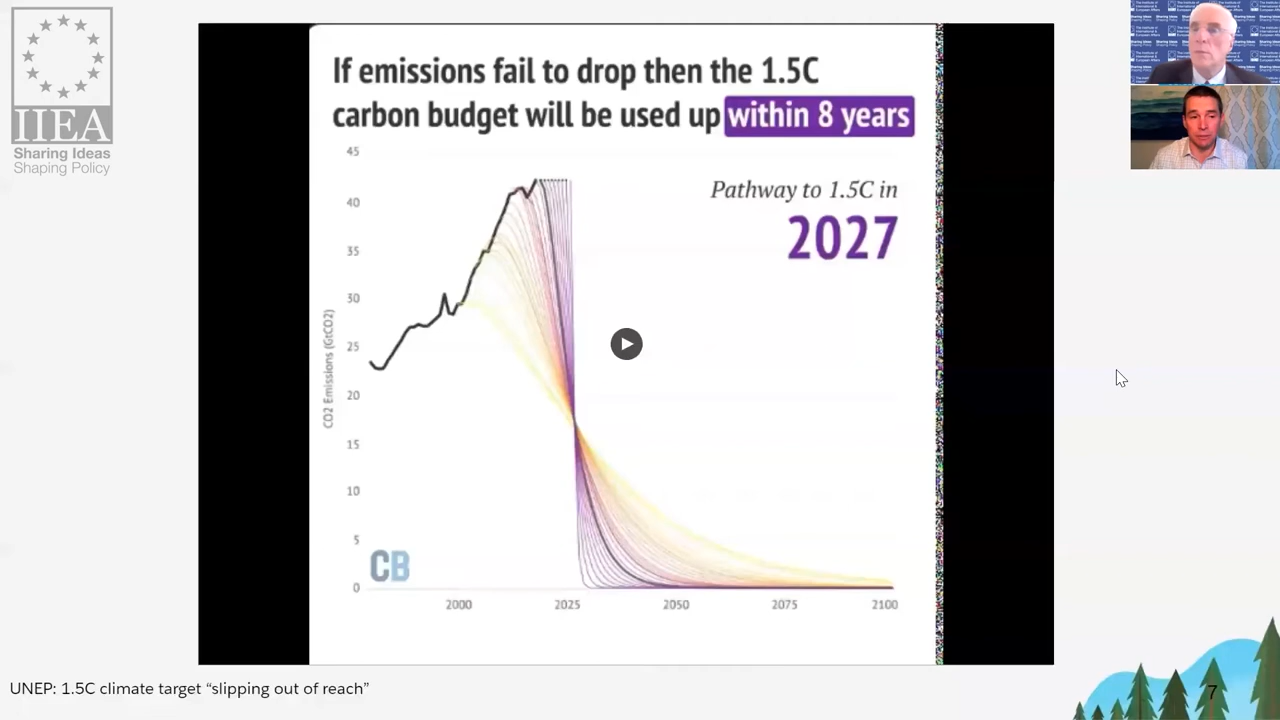 IIEA
Sharing Ideas
Shaping Policy
If emissions fail to drop then the 1.5C
carbon budget will be used up within 8 years
Pathway to 1.5C in
2027
CO2 Emissions (GtCO2)
45
40
35
30
25
20
15
10
5
0
2000 2025 2050 2075 2100
CB
UNEP: 1.5C climate target “slipping out of reach”
7